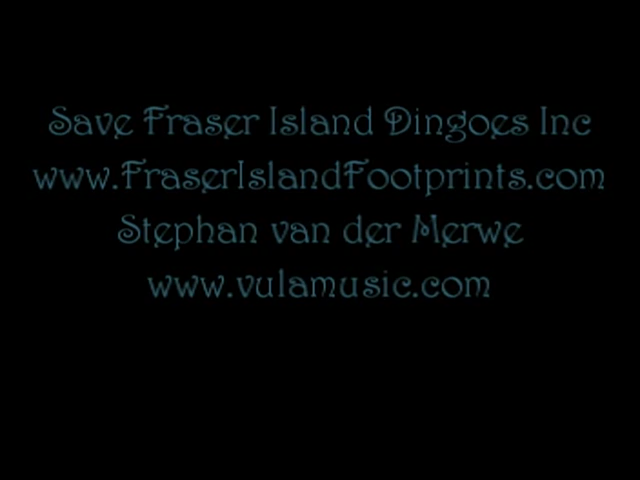 Save Fraser Island Dingoes Inc
www.FraserIslandFootprints.com
Stephan van der Merwe
www.vulamusic.com